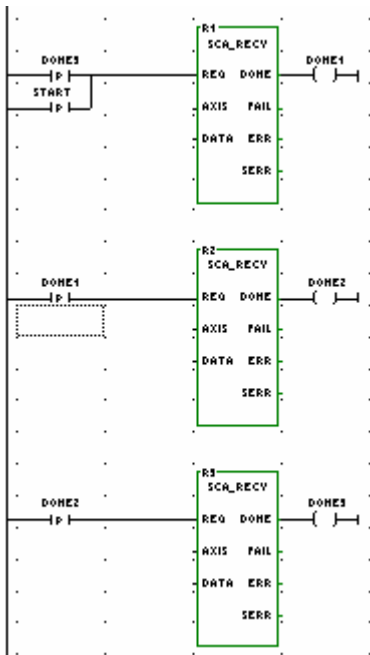 R1
SCA_RECV
DONE3
DONE1
P
REQ DONE
START
P
AXIS FAIL
DATA ERR
SERR
R2
SCA_RECV
DONE1
DONE2
P
REQ DONE
AXIS FAIL
DATA ERR
SERR
R3
SCA_RECV
DONE2
DONE3
P
REQ DONE
AXIS FAIL
DATA ERR
SERR